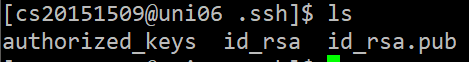 [cs20151509@uni06 .ssh]$ ls
authorized_keys  id_rsa  id_rsa.pub